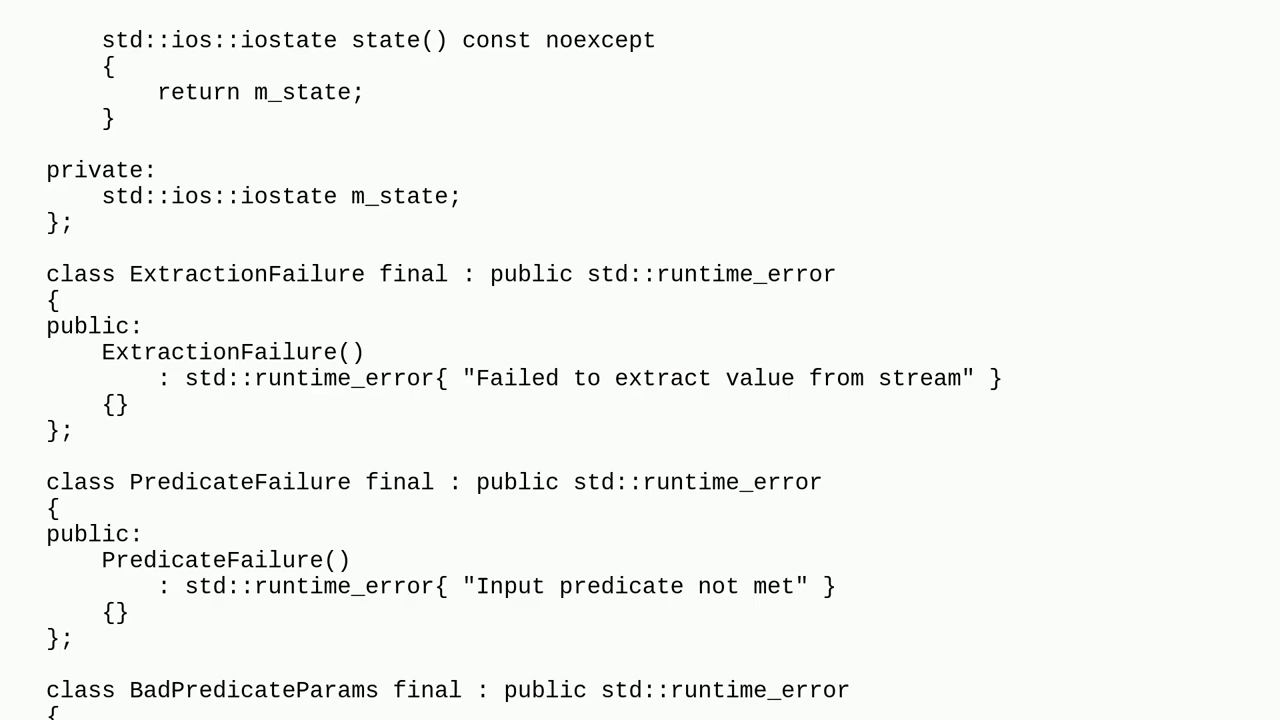 std::ios::iostate state() const noexcept
    {
        return m_state;
    }

private:
    std::ios::iostate m_state;
};

class ExtractionFailure final : public std::runtime_error
{
public:
    ExtractionFailure()
        : std::runtime_error{ "Failed to extract value from stream" }
    {}
};

class PredicateFailure final : public std::runtime_error
{
public:
    PredicateFailure()
        : std::runtime_error{ "Input predicate not met" }
    {}
};

class BadPredicateParams final : public std::runtime_error
{